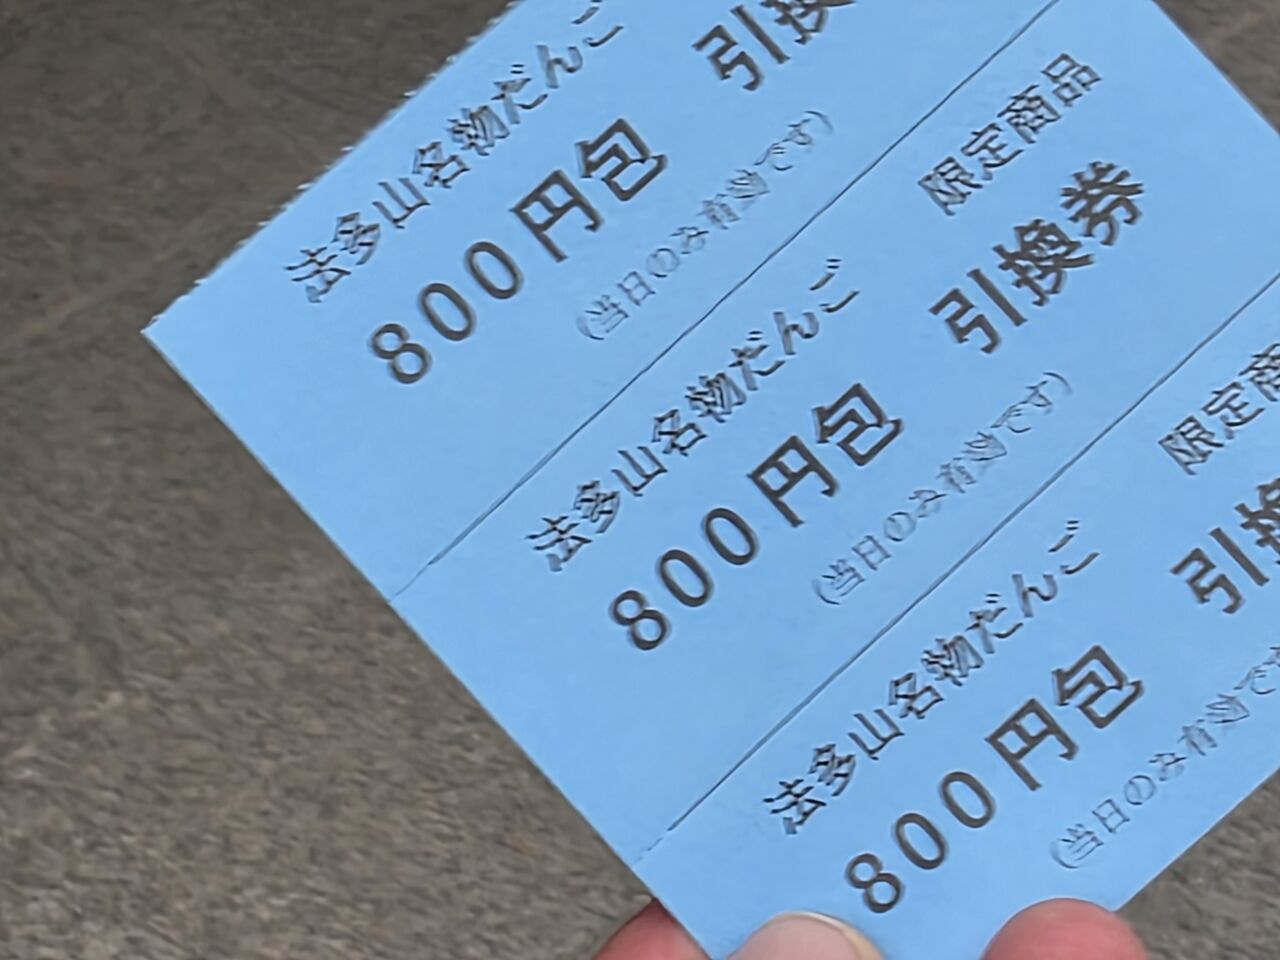 法多山名物だんご
800円包 引換
(当日のみ有効です)
限定商品
法多山名物だんご
800円包 引換券
(当日のみ有効です)
限定商
法多山名物だんご
800円包 引換
(当日のみ有効です